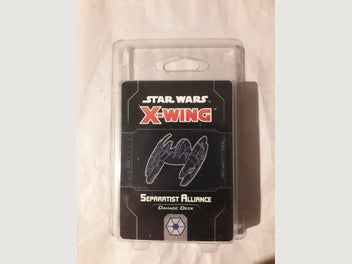 STAR WARS
X-WING
SEPARATIST ALLIANCE
DAMAGE DECK